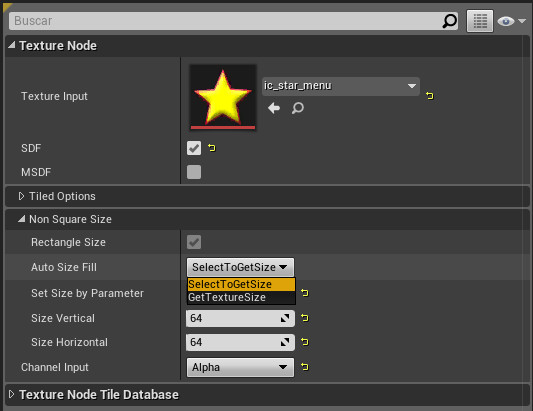 Buscar
Texture Node
Texture Input
ic_star_menu
SDF
MSDF
Tiled Options
Non Square Size
Rectangle Size
Auto Size Fill
SelectToGetSize
SelectToGetSize
GetTextureSize
Set Size by Parameter
Size Vertical
64
Size Horizontal
64
Channel Input
Alpha
Texture Node Tile Database